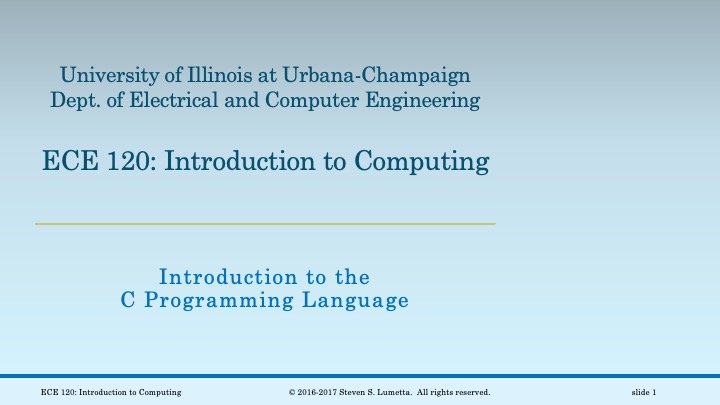 University of Illinois at Urbana-Champaign
Dept. of Electrical and Computer Engineering
ECE 120: Introduction to Computing
Introduction to the
C Programming Language
ECE 120: Introduction to Computing
© 2016-2017 Steven S. Lumetta. All rights reserved.
slide 1